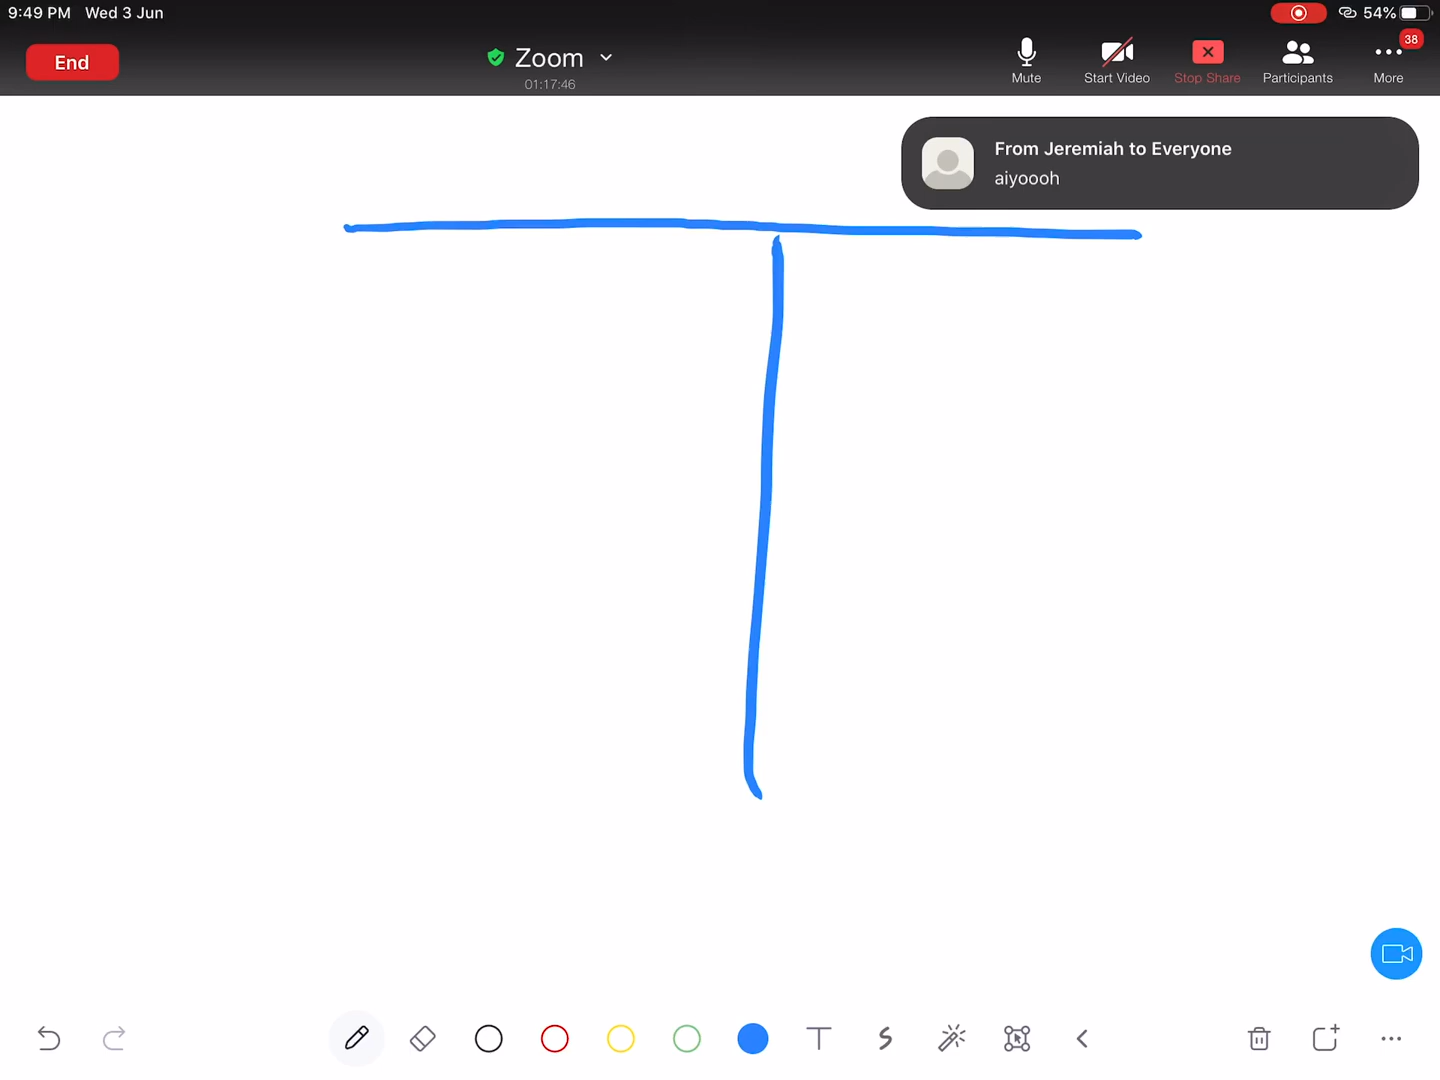 9:49 PM Wed 3 Jun
54%
End
Zoom
01:17:46
Mute
Start Video
Stop Share
Participants
38
More
From Jeremiah to Everyone
aiyoooh